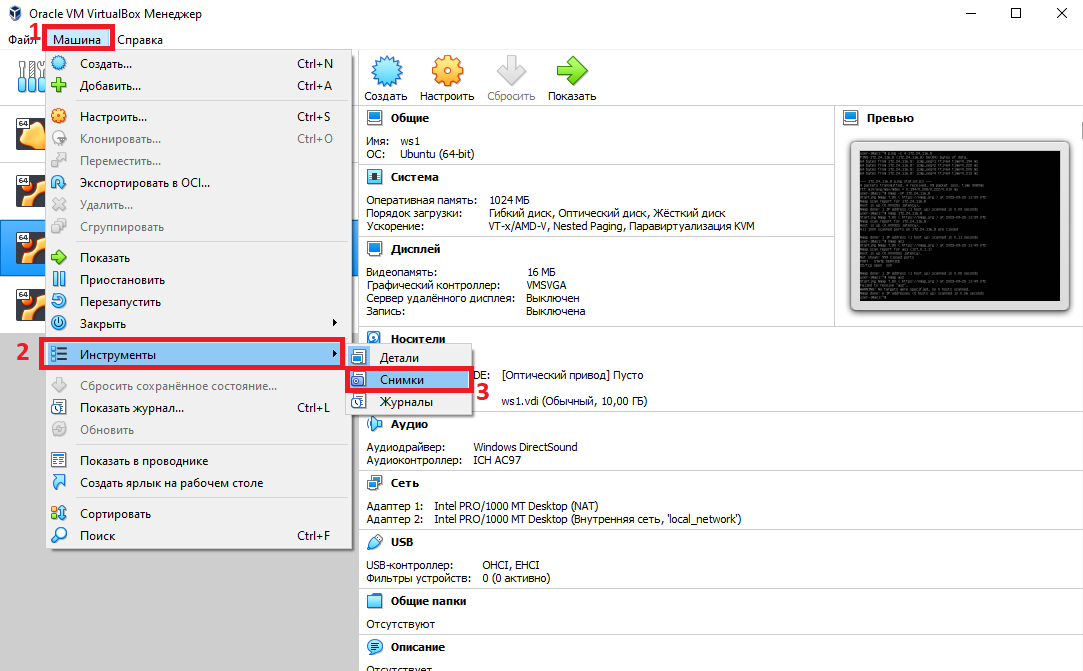 Oracle VM VirtualBox Менеджер
1
Файл Машина Справка
Создать... Ctrl+N
Добавить... Ctrl+A
Настроить... Ctrl+S
Клонировать... Ctrl+O
Переместить...
Экспортировать в OCI...
Удалить...
Сгруппировать
Показать
Приостановить
Перезапустить
Закрыть
2
Инструменты
Сбросить сохранённое состояние...
Показать журнал... Ctrl+L
Обновить
Показать в проводнике
Создать ярлык на рабочем столе
Сортировать
Поиск Ctrl+F
64
64
64
64
Детали
Снимки
3
Журналы
Создать Настроить Сбросить Показать
Общие
Имя: ws1
ОС: Ubuntu (64-bit)
Система
Оперативная память: 1024 МБ
Порядок загрузки: Гибкий диск, Оптический диск, Жёсткий диск
Ускорение: VT-x/AMD-V, Nested Paging, Паравиртуализация KVM
Дисплей
Видеопамять: 16 МБ
Графический контроллер: VMSVGA
Сервер удалённого дисплея: Выключен
Запись: Выключена
Носители
DE: [Оптический привод] Пусто
ws1.vdi (Обычный, 10,00 ГБ)
Аудио
Аудиодрайвер: Windows DirectSound
Аудиоконтроллер: ICH AC97
Сеть
Адаптер 1: Intel PRO/1000 MT Desktop (NAT)
Адаптер 2: Intel PRO/1000 MT Desktop (Внутренняя сеть, 'local_network')
USB
USB-контроллер: OHCI, EHCI
Фильтры устройств: 0 (0 активно)
Общие папки
Отсутствуют
Описание
Отсутствует
Превью